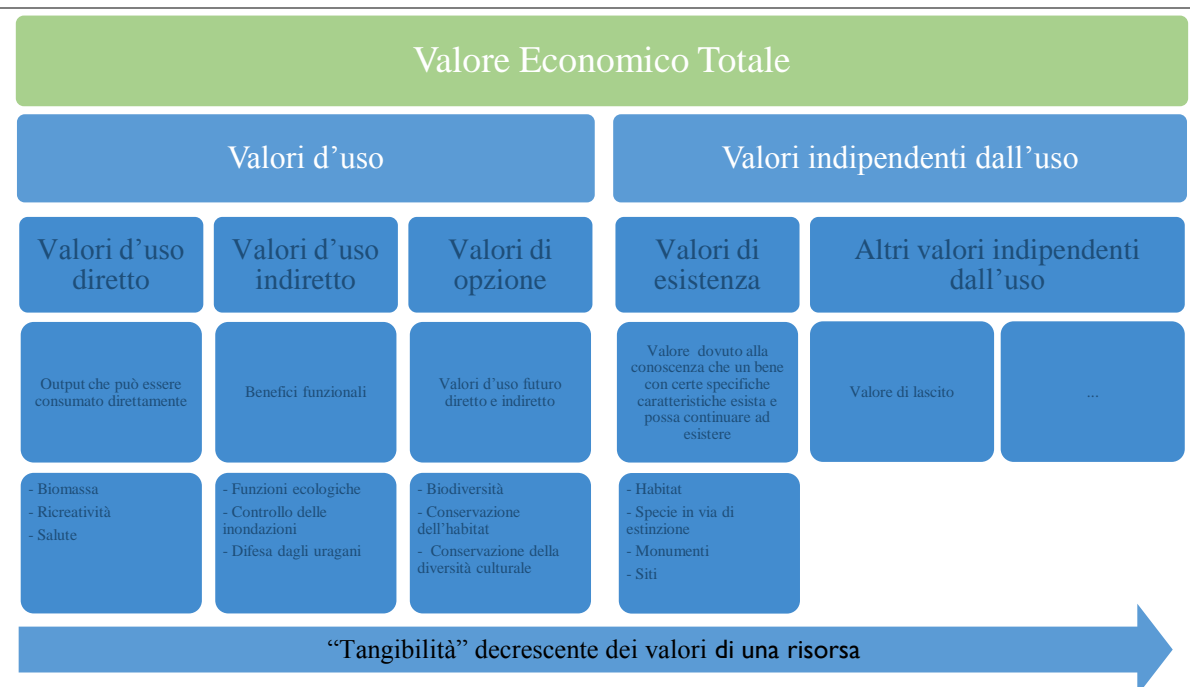 Valore Economico Totale
Valori d’uso
Valori indipendenti dall’uso
Valori d’uso
diretto
Valori d’uso
indiretto
Valori di
opzione
Valori di
esistenza
Altri valori indipendenti
dall’uso
Output che può essere
consumato direttamente
Benefici funzionali
Valori d’uso futuro
diretto e indiretto
Valore dovuto alla
conoscenza che un bene
con certe specifiche
caratteristiche esista e
possa continuare ad
esistere
Valore di lascito
...
- Biomassa
- Ricreatività
- Salute
- Funzioni ecologiche
- Controllo delle
inondazioni
- Difesa dagli uragani
- Biodiversità
- Conservazione
dell’habitat
- Conservazione della
diversità culturale
- Habitat
- Specie in via di
estinzione
- Monumenti
- Siti
“Tangibilità” decrescente dei valori di una risorsa